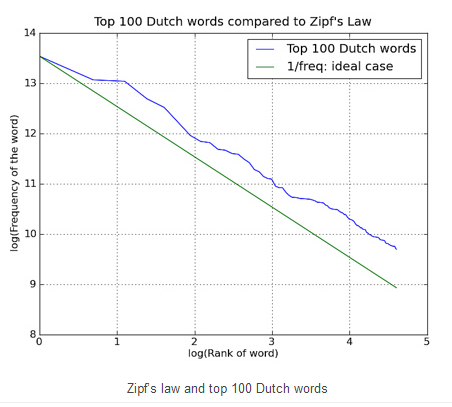 Top 100 Dutch words compared to Zipf's Law
14
13
12
11
10
9
8
log(Frequency of the word)
Top 100 Dutch words
1/freq: ideal case
0 1 2 3 4 5
log(Rank of word)
Zipf's law and top 100 Dutch words